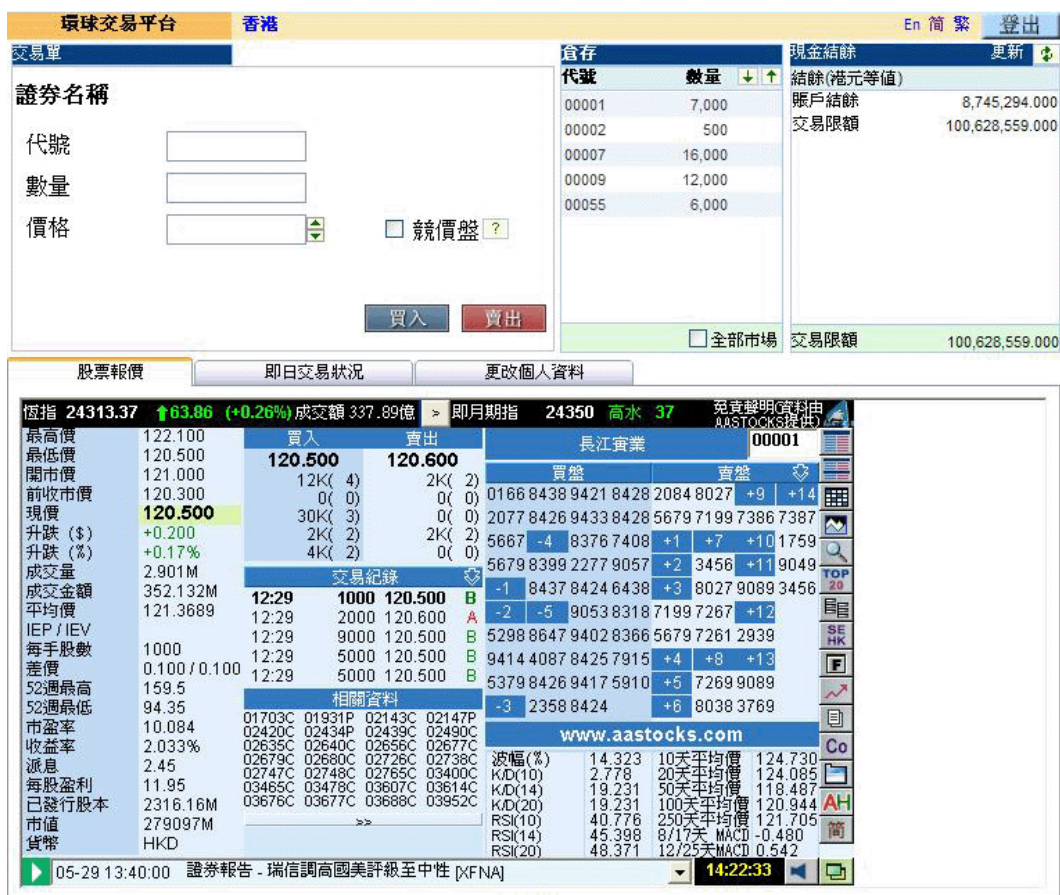 環球交易平台 香港 En 简 繁 登出
交易單
證券名稱
代號
數量
價格 競價盤 ?
買入 賣出
倉存
代號 數量
00001 7,000
00002 500
00007 16,000
00009 12,000
00055 6,000
全部市場
現金結餘 更新
結餘(港元等值)
賬戶結餘 8,745,294.000
交易限額 100,628,559.000
交易限額 100,628,559.000
股票報價 即日交易狀況 更改個人資料
恆指 24313.37 63.86 (+0.26%) 成交額 337.89億 > 即月期指 24350 高水 37 免責聲明(資料由AASTOCKS提供)
最高價 122.100
最低價 120.500
開市價 121.000
前收市價 120.300
現價 120.500
升跌 ($) +0.200
升跌 (%) +0.17%
成交量 2.901M
成交金額 352.132M
平均價 121.3689
IEP / IEV
每手股數 1000
差價 0.100 / 0.100
52週最高 159.5
52週最低 94.35
市盈率 10.084
收益率 2.033%
派息 2.45
每股盈利 11.95
已發行股本 2316.16M
市值 279097M
貨幣 HKD
買入 賣出
120.500 120.600
12K( 4) 2K( 2)
0( 0) 0( 0)
30K( 3) 0( 0)
2K( 2) 2K( 2)
4K( 2) 0( 0)
交易紀錄
12:29 1000 120.500 B
12:29 2000 120.600 A
12:29 9000 120.500 B
12:29 5000 120.500 B
12:29 5000 120.500 B
相關資料
01703C 01931P 02143C 02147P
02420C 02434P 02439C 02490C
02635C 02640C 02656C 02677C
02679C 02680C 02726C 02738C
02747C 02748C 02765C 03400C
03465C 03478C 03607C 03614C
03676C 03677C 03688C 03952C
>>
長江實業 00001
買盤 賣盤
0166 8438 9421 8428 2084 8027 +9 +14
2077 8426 9433 8428 5679 7199 7386 7387
5667 -4 8376 7408 +1 +7 +10 1759
5679 8399 2277 9057 +2 3456 +11 9049
-1 8437 8424 6438 +3 8027 9089 3456
-2 -5 9053 8318 7199 7267 +12
5298 8647 9402 8366 5679 7261 2939
9414 4087 8425 7915 +4 +8 +13
5379 8426 9417 5910 +5 7269 9089
-3 2358 8424 +6 8038 3769
www.aastocks.com
波幅(%) 14.323 10天平均價 124.730
K/D(10) 2.778 20天平均價 124.085
K/D(14) 19.231 50天平均價 118.487
K/D(20) 19.231 100天平均價 120.944
RSI(10) 40.776 250天平均價 121.705
RSI(14) 45.398 8/17天 MACD -0.480
RSI(20) 48.371 12/25天MACD 0.542
TOP 20
SE HK
F
Co
AH
简
05-29 13:40:00 證券報告 - 瑞信調高國美評級至中性 [XFNA] 14:22:33